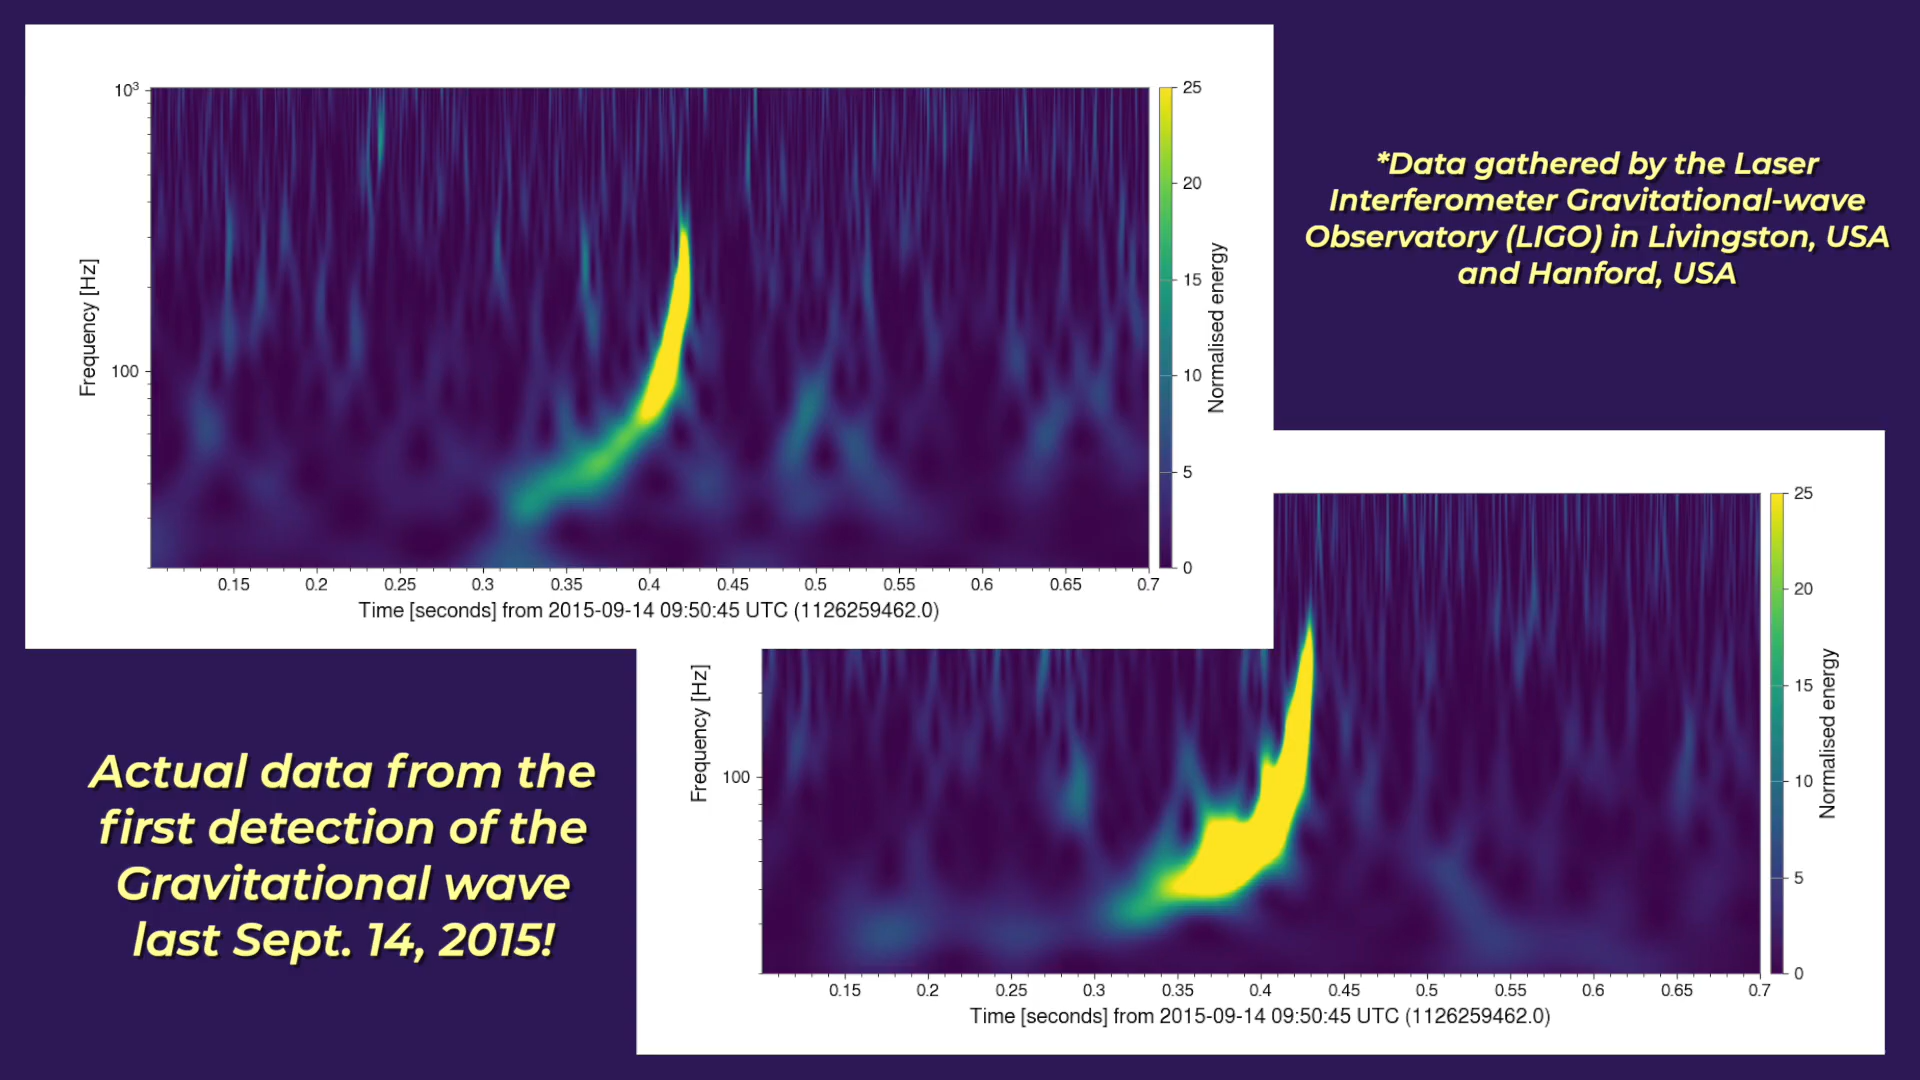 10³
100
Frequency [Hz]
0.15 0.2 0.25 0.3 0.35 0.4 0.45 0.5 0.55 0.6 0.65 0.7
Time [seconds] from 2015-09-14 09:50:45 UTC (1126259462.0)
25
20
15
10
5
0
Normalised energy
*Data gathered by the Laser
Interferometer Gravitational-wave
Observatory (LIGO) in Livingston, USA
and Hanford, USA
Actual data from the
first detection of the
Gravitational wave
last Sept. 14, 2015!
Frequency [Hz]
100
0.15 0.2 0.25 0.3 0.35 0.4 0.45 0.5 0.55 0.6 0.65 0.7
Time [seconds] from 2015-09-14 09:50:45 UTC (1126259462.0)
25
20
15
10
5
0
Normalised energy